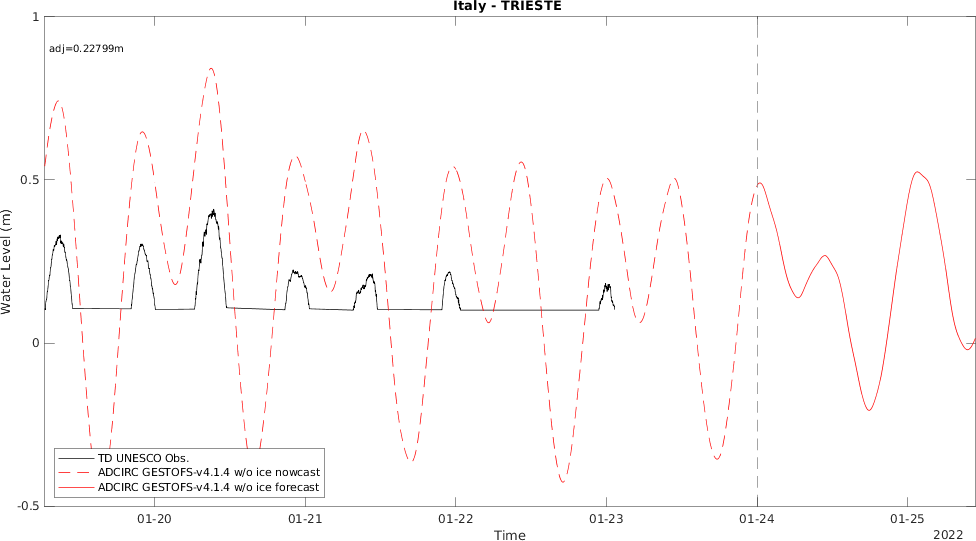 Italy - TRIESTE
adj=0.22799m
Water Level (m)
1
0.5
0
-0.5
TD UNESCO Obs.
ADCIRC GESTOFS-v4.1.4 w/o ice nowcast
ADCIRC GESTOFS-v4.1.4 w/o ice forecast
01-20 01-21 01-22 01-23 01-24 01-25
Time
2022